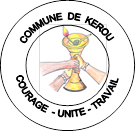 COMMUNE DE KEROU
COURAGE - UNITE - TRAVAIL